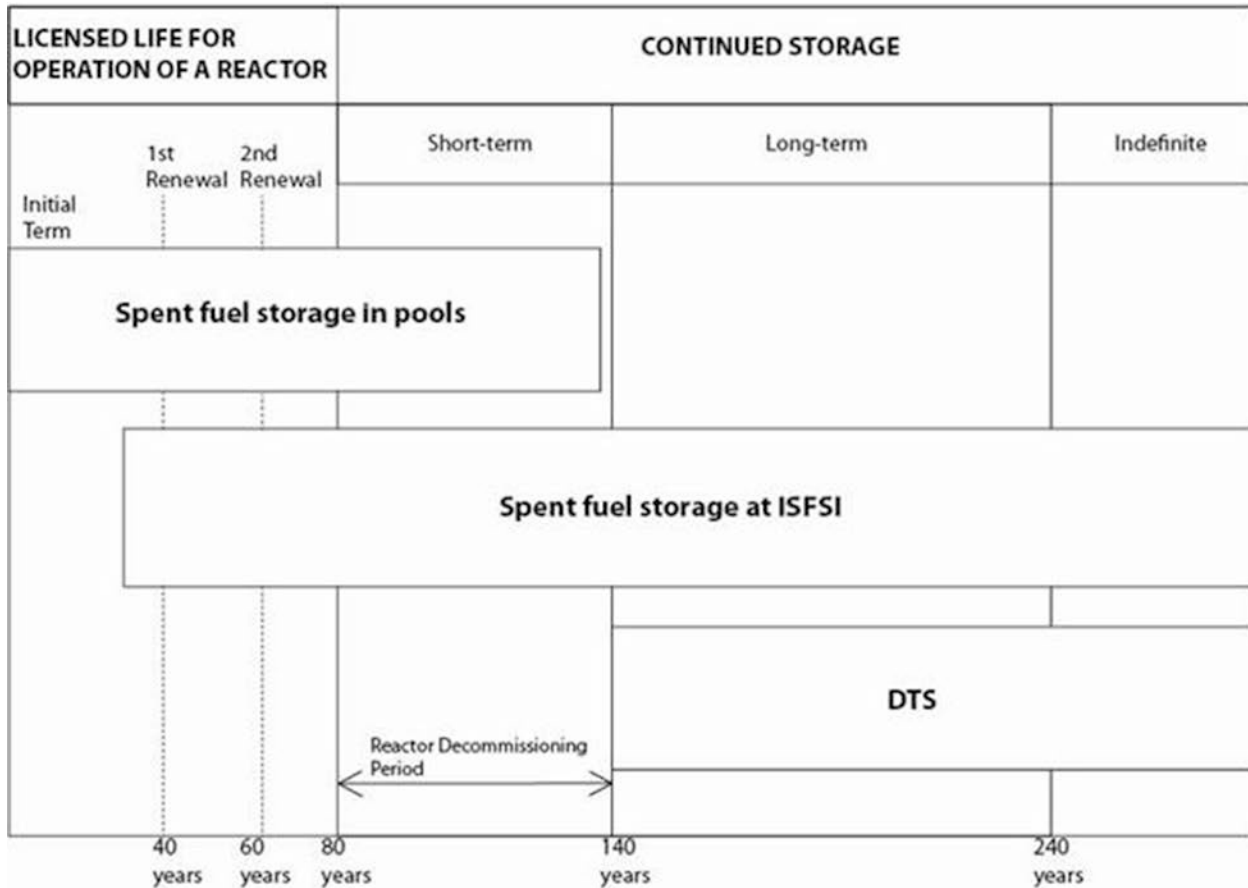 LICENSED LIFE FOR
OPERATION OF A REACTOR
CONTINUED STORAGE
Short-term
Long-term
Indefinite
1st
Renewal
2nd
Renewal
Initial
Term
Spent fuel storage in pools
Spent fuel storage at ISFSI
DTS
Reactor Decommissioning
Period
40
years
60
years
80
years
140
years
240
years